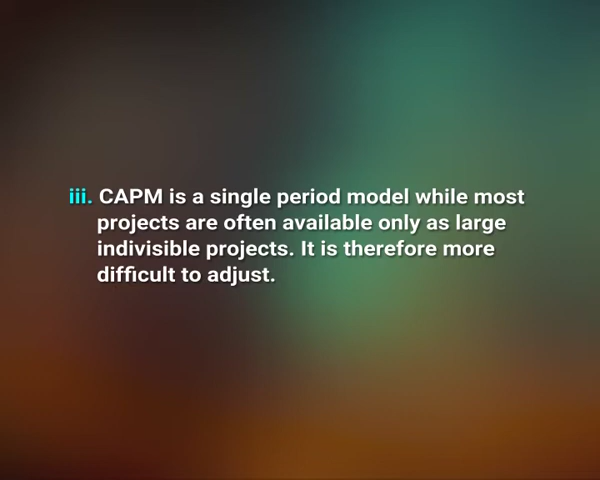 iii. CAPM is a single period model while most
projects are often available only as large
indivisible projects. It is therefore more
difficult to adjust.